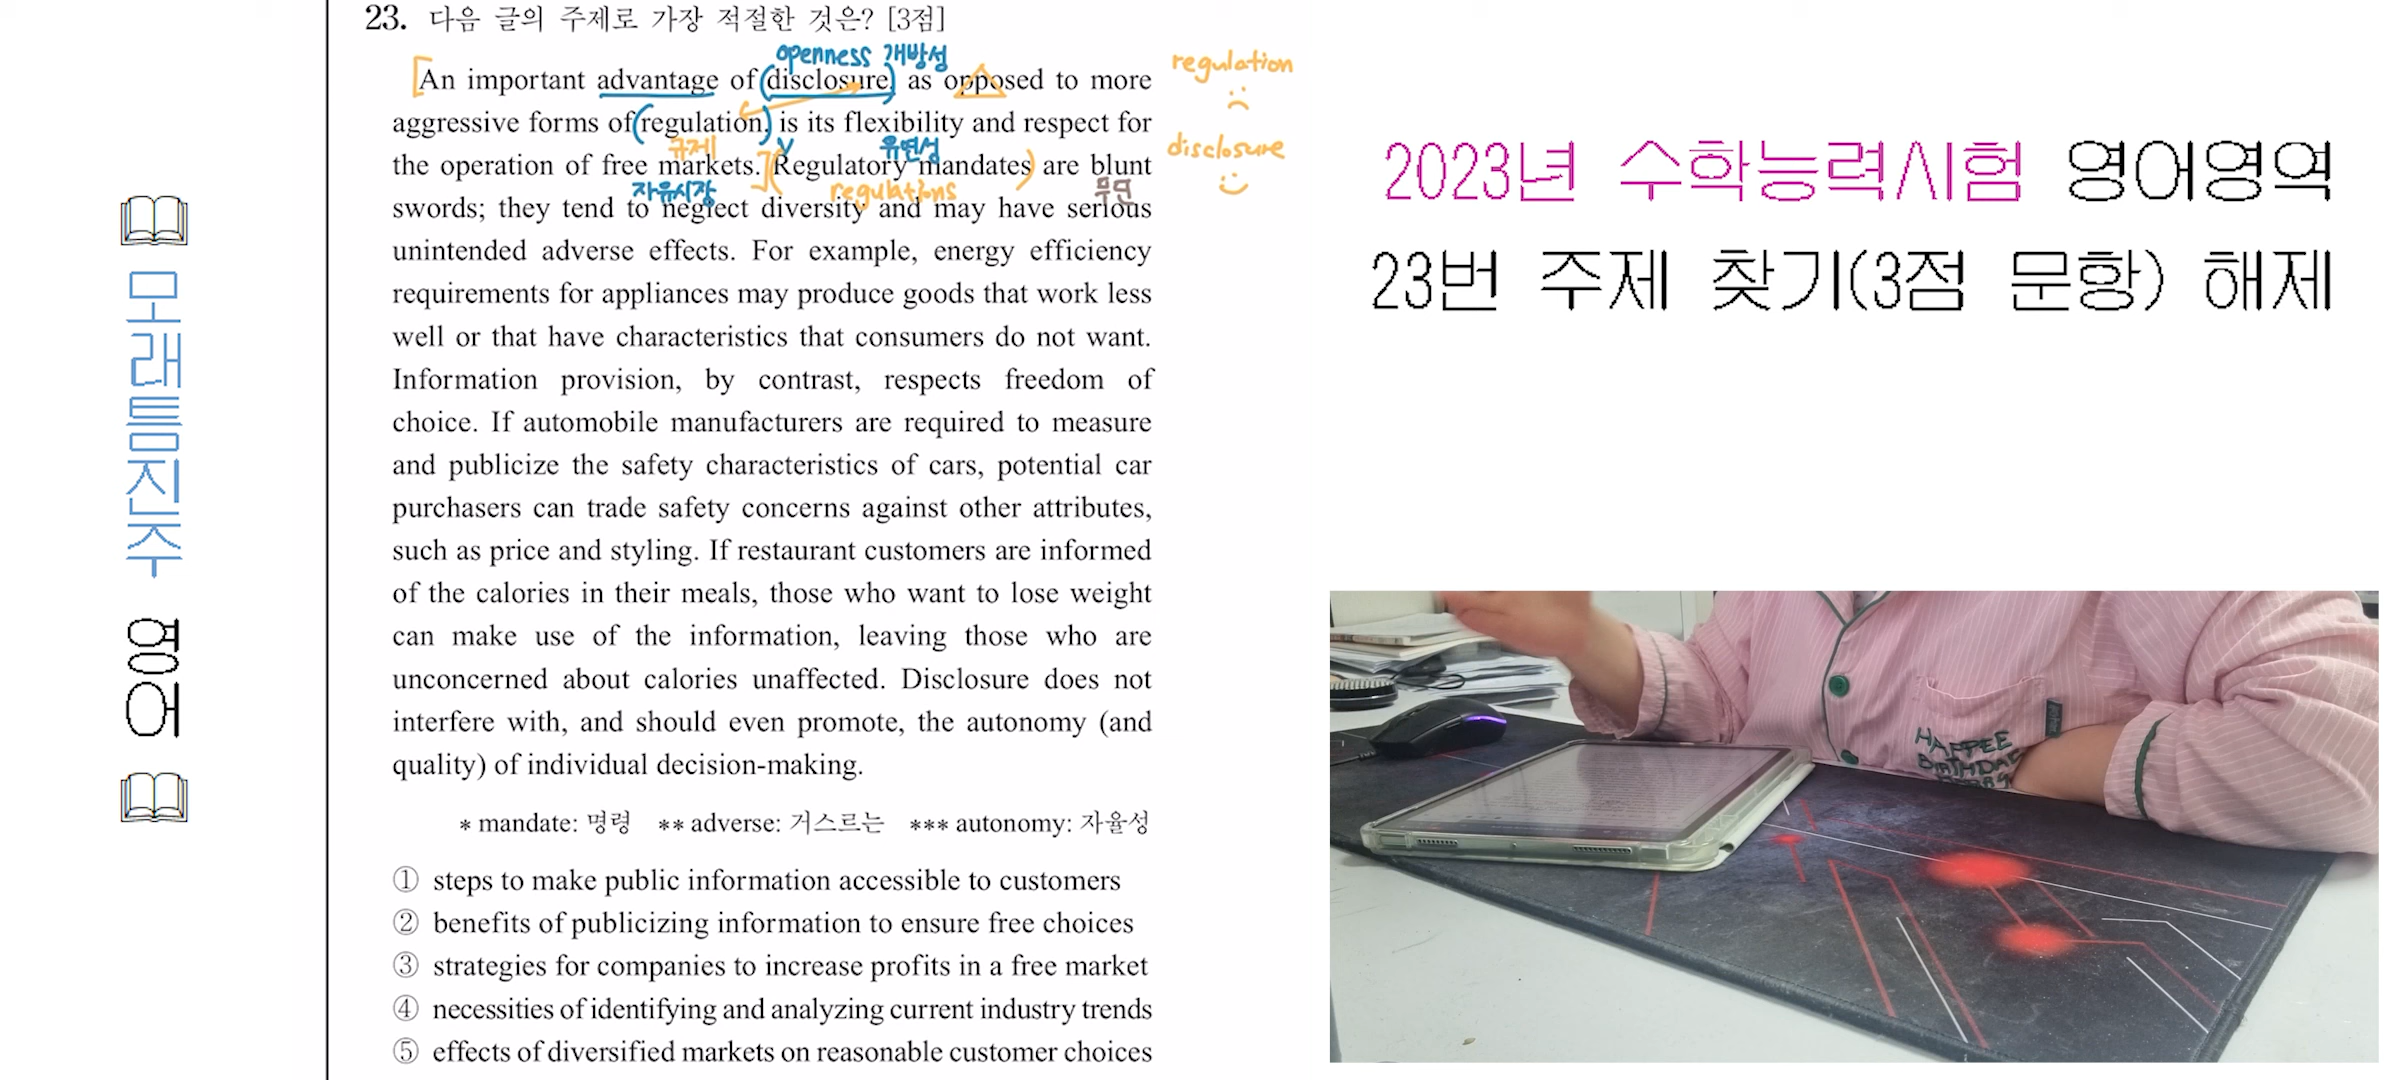 모래틈진주 영어
23. 다음 글의 주제로 가장 적절한 것은? [3점]
openness 개방성
An important advantage of disclosure, as opposed to more
aggressive forms of regulation, is its flexibility and respect for
규제
유연성
the operation of free markets. Regulatory mandates are blunt
자유시장
regulations
무딘
swords; they tend to neglect diversity and may have serious
unintended adverse effects. For example, energy efficiency
requirements for appliances may produce goods that work less
well or that have characteristics that consumers do not want.
Information provision, by contrast, respects freedom of
choice. If automobile manufacturers are required to measure
and publicize the safety characteristics of cars, potential car
purchasers can trade safety concerns against other attributes,
such as price and styling. If restaurant customers are informed
of the calories in their meals, those who want to lose weight
can make use of the information, leaving those who are
unconcerned about calories unaffected. Disclosure does not
interfere with, and should even promote, the autonomy (and
quality) of individual decision-making.
* mandate: 명령 ** adverse: 거스르는 *** autonomy: 자율성
① steps to make public information accessible to customers
② benefits of publicizing information to ensure free choices
③ strategies for companies to increase profits in a free market
④ necessities of identifying and analyzing current industry trends
⑤ effects of diversified markets on reasonable customer choices
regulation
disclosure
2023년 수학능력시험 영어영역
23번 주제 찾기(3점 문항) 해제
HAPPEE